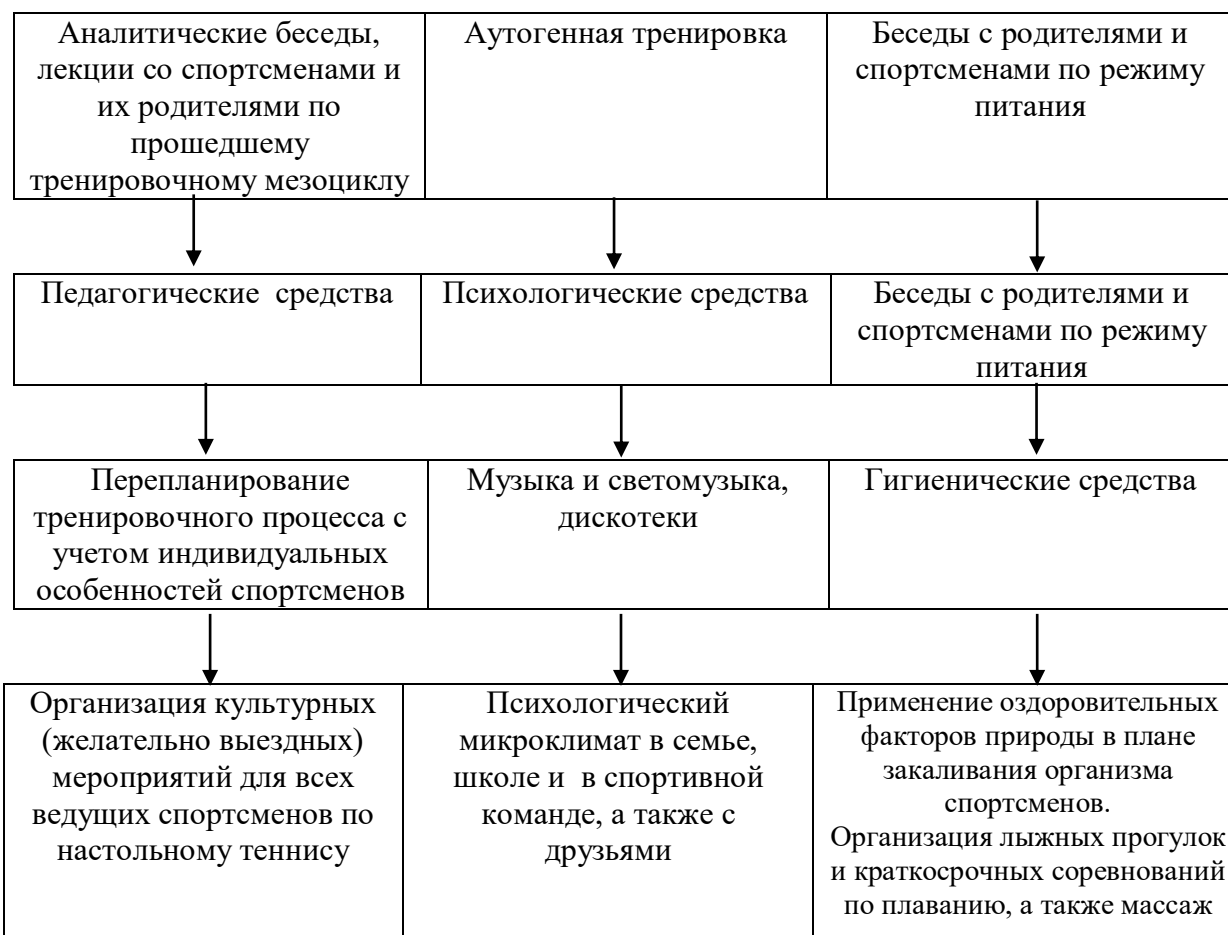 Аналитические беседы,
лекции со спортсменами и
их родителями по
прошедшему
тренировочному мезоциклу
Аутогенная тренировка
Беседы с родителями и
спортсменами по режиму
питания
Педагогические средства
Психологические средства
Беседы с родителями и
спортсменами по режиму
питания
Перепланирование
тренировочного процесса с
учетом индивидуальных
особенностей спортсменов
Музыка и светомузыка,
дискотеки
Гигиенические средства
Организация культурных
(желательно выездных)
мероприятий для всех
ведущих спортсменов по
настольному теннису
Психологический
микроклимат в семье,
школе и в спортивной
команде, а также с
друзьями
Применение оздоровительных
факторов природы в плане
закаливания организма
спортсменов.
Организация лыжных прогулок
и краткосрочных соревнований
по плаванию, а также массаж